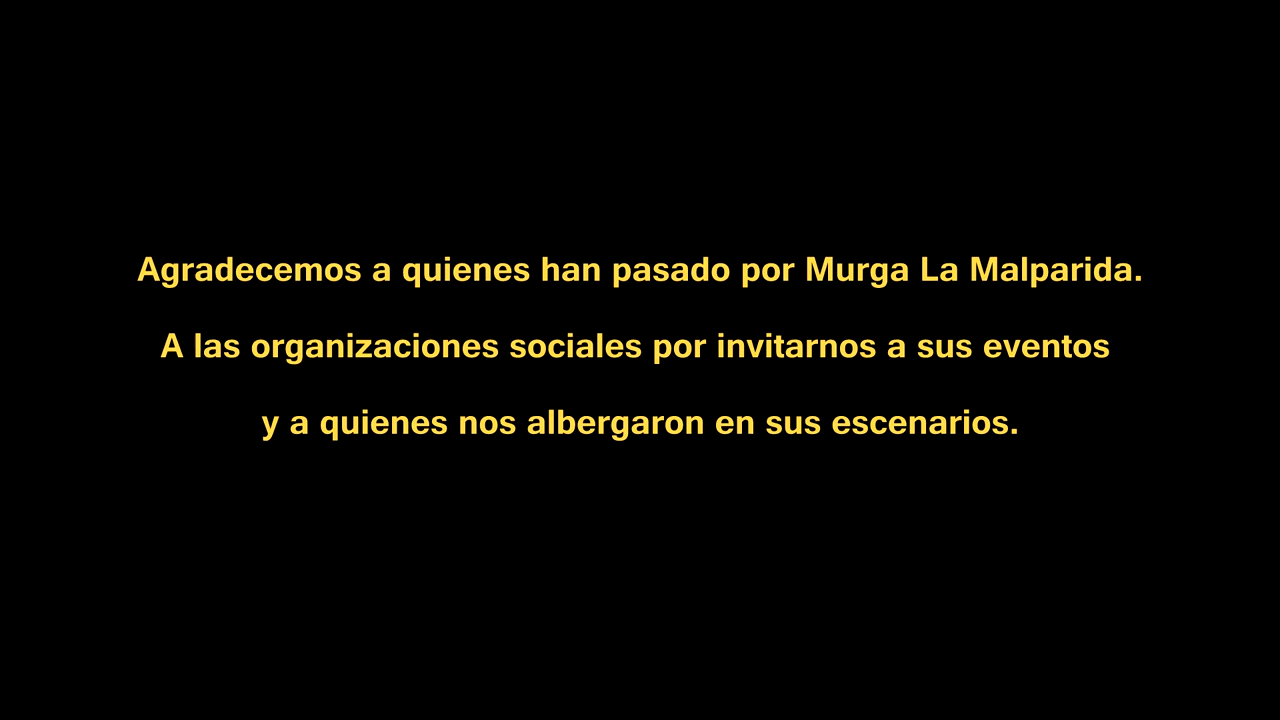 Agradecemos a quienes han pasado por Murga La Malparida.
A las organizaciones sociales por invitarnos a sus eventos
y a quienes nos albergaron en sus escenarios.